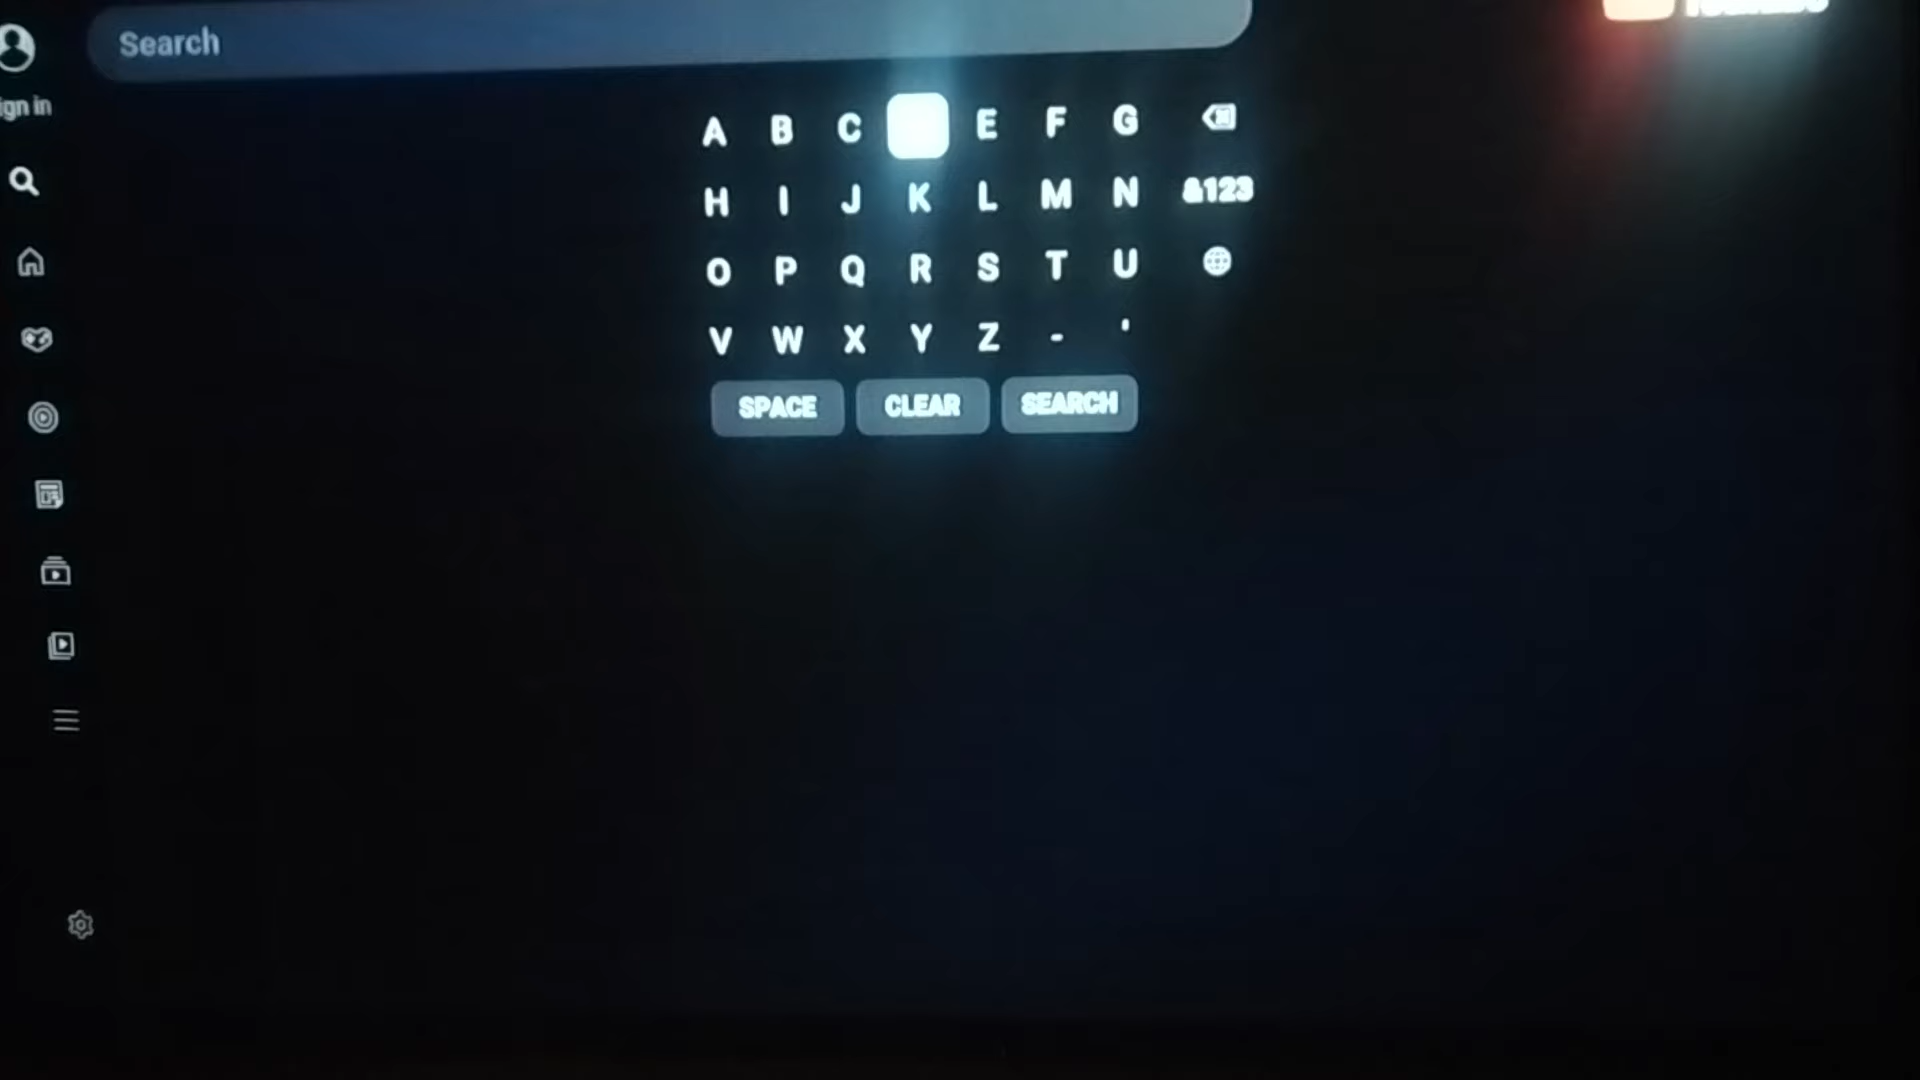 Search
ign in
A B C E F G
H I J K L M N &123
O P Q R S T U
V W X Y Z - '
SPACE CLEAR SEARCH